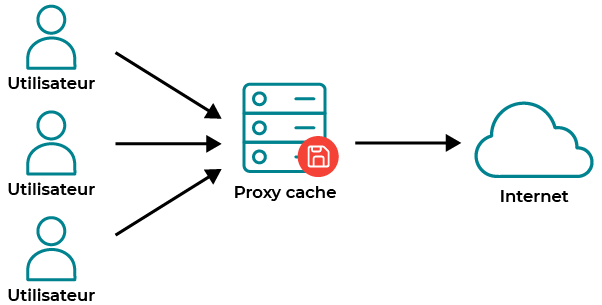 Utilisateur
Utilisateur
Proxy cache
Internet
Utilisateur